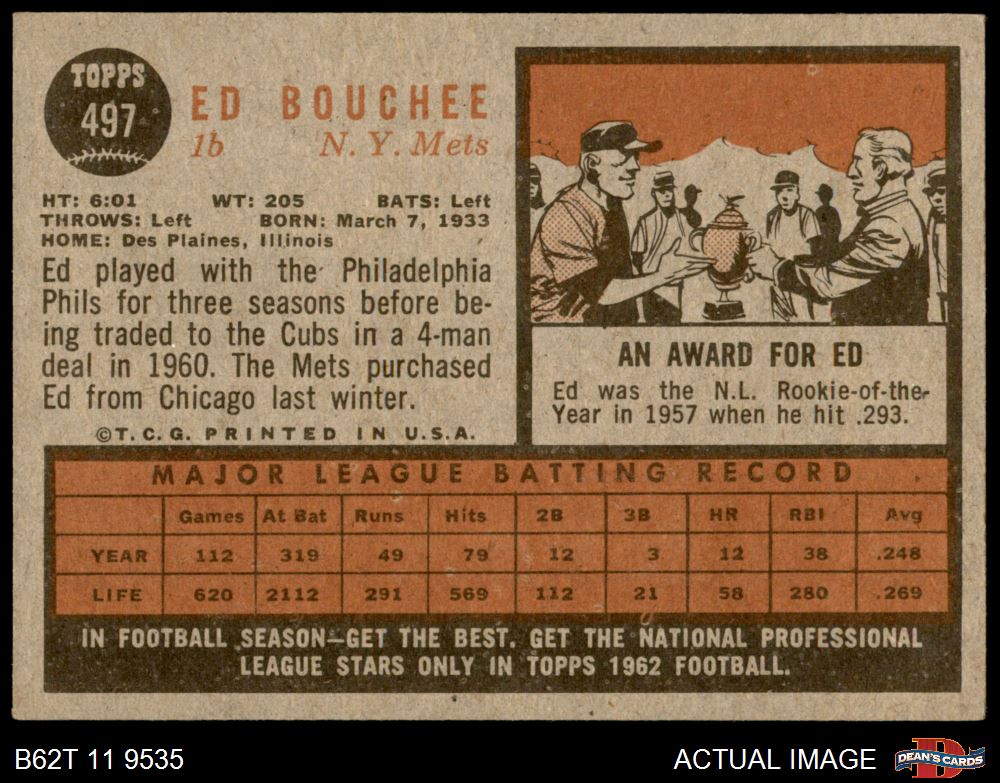 TOPPS
497
ED BOUCHEE
1b N. Y. Mets
HT: 6:01 WT: 205 BATS: Left
THROWS: Left BORN: March 7, 1933
HOME: Des Plaines, Illinois
Ed played with the Philadelphia
Phils for three seasons before be-
ing traded to the Cubs in a 4-man
deal in 1960. The Mets purchased
Ed from Chicago last winter.
©T. C. G. PRINTED IN U.S.A.
AN AWARD FOR ED
Ed was the N.L. Rookie-of-the-
Year in 1957 when he hit .293.
MAJOR LEAGUE BATTING RECORD
Games At Bat Runs Hits 2B 3B HR RBI Avg
YEAR 112 319 49 79 12 3 12 38 .248
LIFE 620 2112 291 569 112 21 58 280 .269
IN FOOTBALL SEASON—GET THE BEST. GET THE NATIONAL PROFESSIONAL
LEAGUE STARS ONLY IN TOPPS 1962 FOOTBALL.
B62T 11 9535 ACTUAL IMAGE
D
DEAN'S CARDS